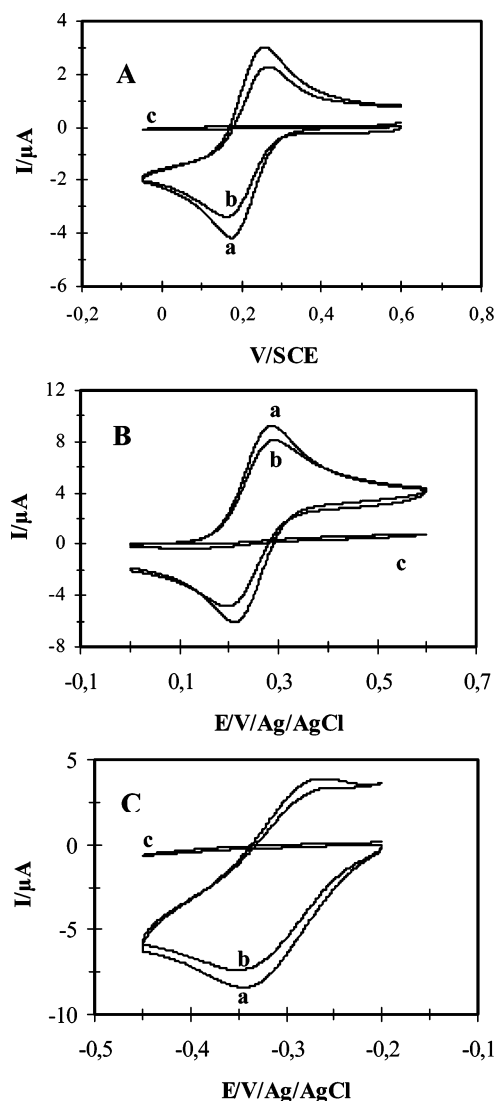 4
A
2
c
0
I/µA
-2
b
-4
a
-6
-0,2 0 0,2 0,4 0,6 0,8
V/SCE
12
B
a
8
b
4
I/µA
0
c
-4
-8
-0,1 0,1 0,3 0,5 0,7
E/V/Ag/AgCl
5
C
c
0
I/µA
-5
b
a
-10
-0,5 -0,4 -0,3 -0,2 -0,1
E/V/Ag/AgCl